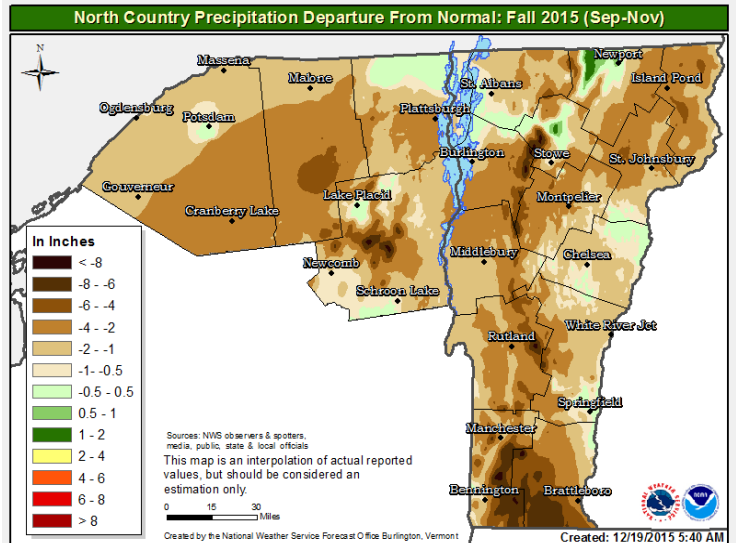 North Country Precipitation Departure From Normal: Fall 2015 (Sep-Nov)
N
Massena
Malone
Newport
St. Albans
Island Pond
Ogdensburg
Potsdam
Plattsburgh
Burlington
Stowe
St. Johnsbury
Gouverneur
Lake Placid
Montpelier
Cranberry Lake
Middlebury
Chelsea
Newcomb
Schroon Lake
White River Jct
Rutland
Springfield
Manchester
Bennington
Brattleboro
In Inches
< -8
-8 - -6
-6 - -4
-4 - -2
-2 - -1
-1- -0.5
-0.5 - 0.5
0.5 - 1
1 - 2
2 - 4
4 - 6
6 - 8
> 8
Sources: NWS observers & spotters,
media, public, state & local officials
This map is an interpolation of actual reported
values, but should be considered an
estimation only.
0 15 30
Miles
Created by the National Weather Service Forecast Office Burlington, Vermont
Created: 12/19/2015 5:40 AM